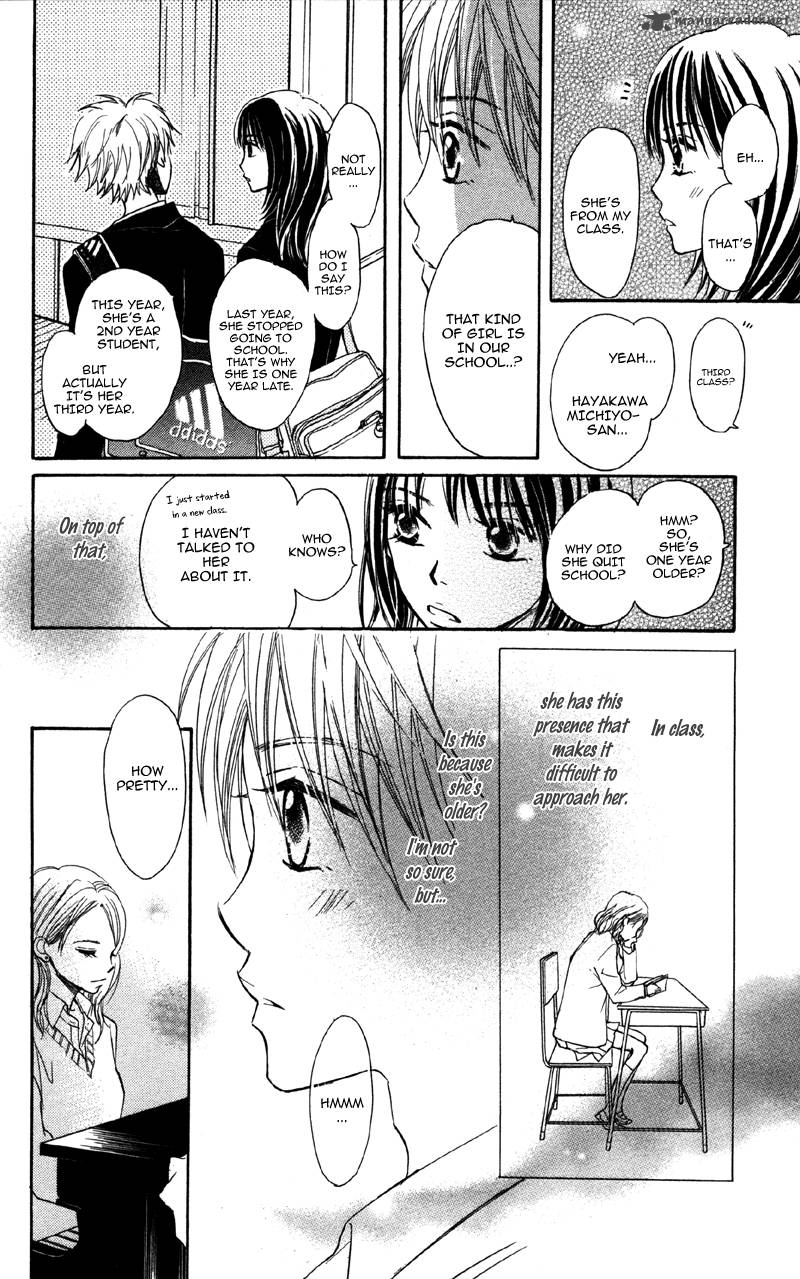 mangareader.net
EH...
THAT'S
...
SHE'S
FROM MY
CLASS.
THAT KIND
OF GIRL IS
IN OUR
SCHOOL..?
THIRD
CLASS?
YEAH...
HAYAKAWA
MICHIYO-
SAN...
NOT
REALLY
...
HOW
DO I
SAY
THIS?
LAST YEAR,
SHE STOPPED
GOING TO
SCHOOL.
THAT'S WHY
SHE IS ONE
YEAR LATE.
THIS YEAR,
SHE'S A
2ND YEAR
STUDENT,
BUT
ACTUALLY
IT'S HER
THIRD YEAR.
adidas
HMM?
SO,
SHE'S
ONE YEAR
OLDER?
WHY DID
SHE QUIT
SCHOOL?
WHO
KNOWS?
I just started
in a new class.
I HAVEN'T
TALKED TO
HER
ABOUT IT.
On top of
that,
In class,
she has this
presence that
makes it
difficult to
approach her.
Is this
because
she's
older?
I'm not
so sure,
but...
HMMM
...
HOW
PRETTY...